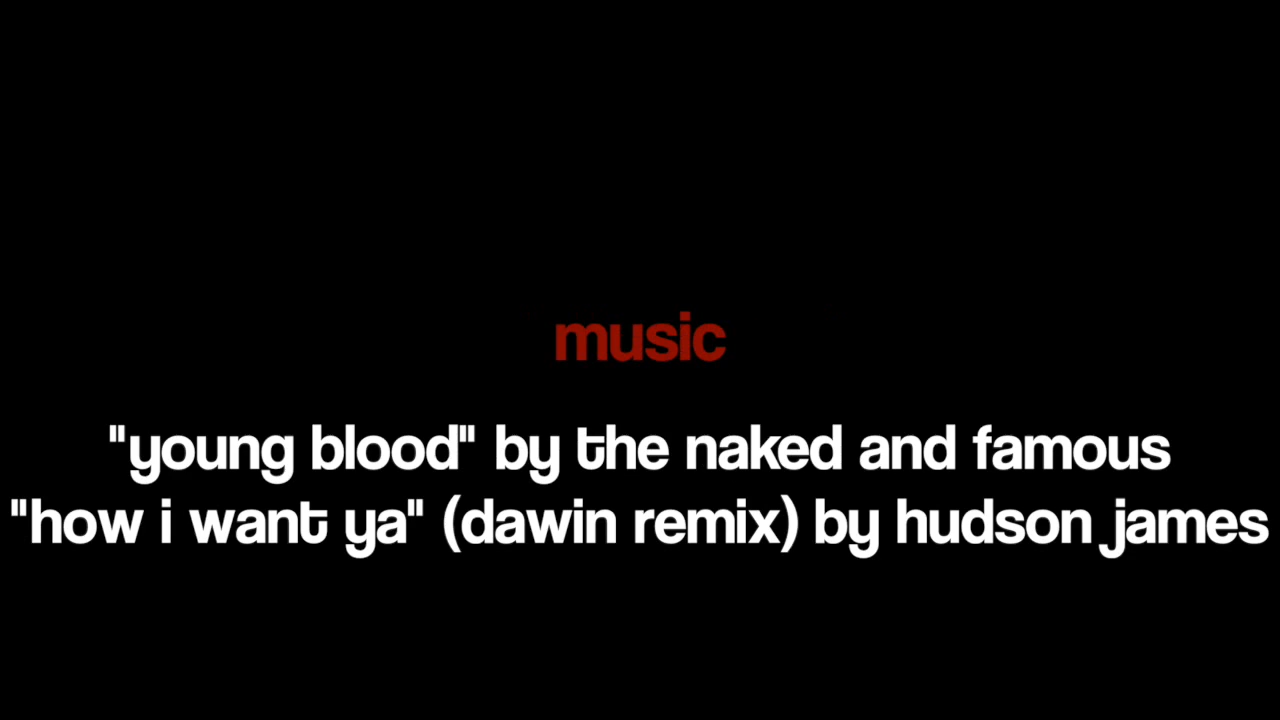 music
"young blood" by the naked and famous
"how i want ya" (dawin remix) by hudson james